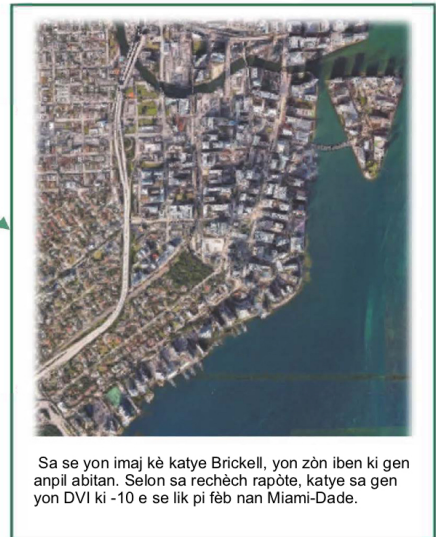 Sa se yon imaj kè katye Brickell, yon zòn iben ki gen
anpil abitan. Selon sa rechèch rapòte, katye sa gen
yon DVI ki -10 e se lik pi fèb nan Miami-Dade.